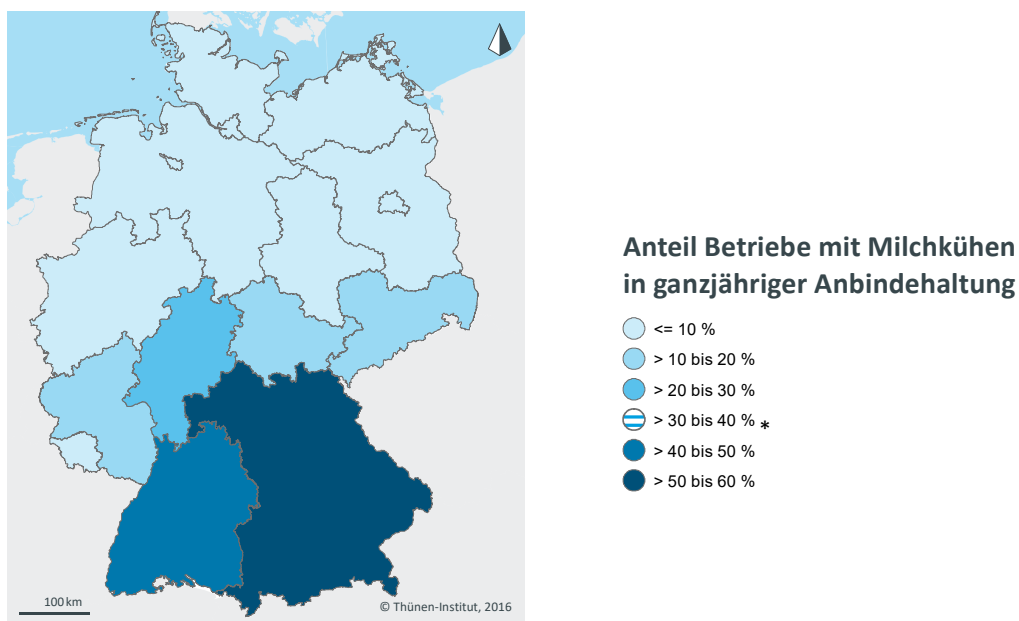 Anteil Betriebe mit Milchkühen
in ganzjähriger Anbindehaltung
<= 10 %
> 10 bis 20 %
> 20 bis 30 %
> 30 bis 40 % *
> 40 bis 50 %
> 50 bis 60 %
100 km
© Thünen-Institut, 2016